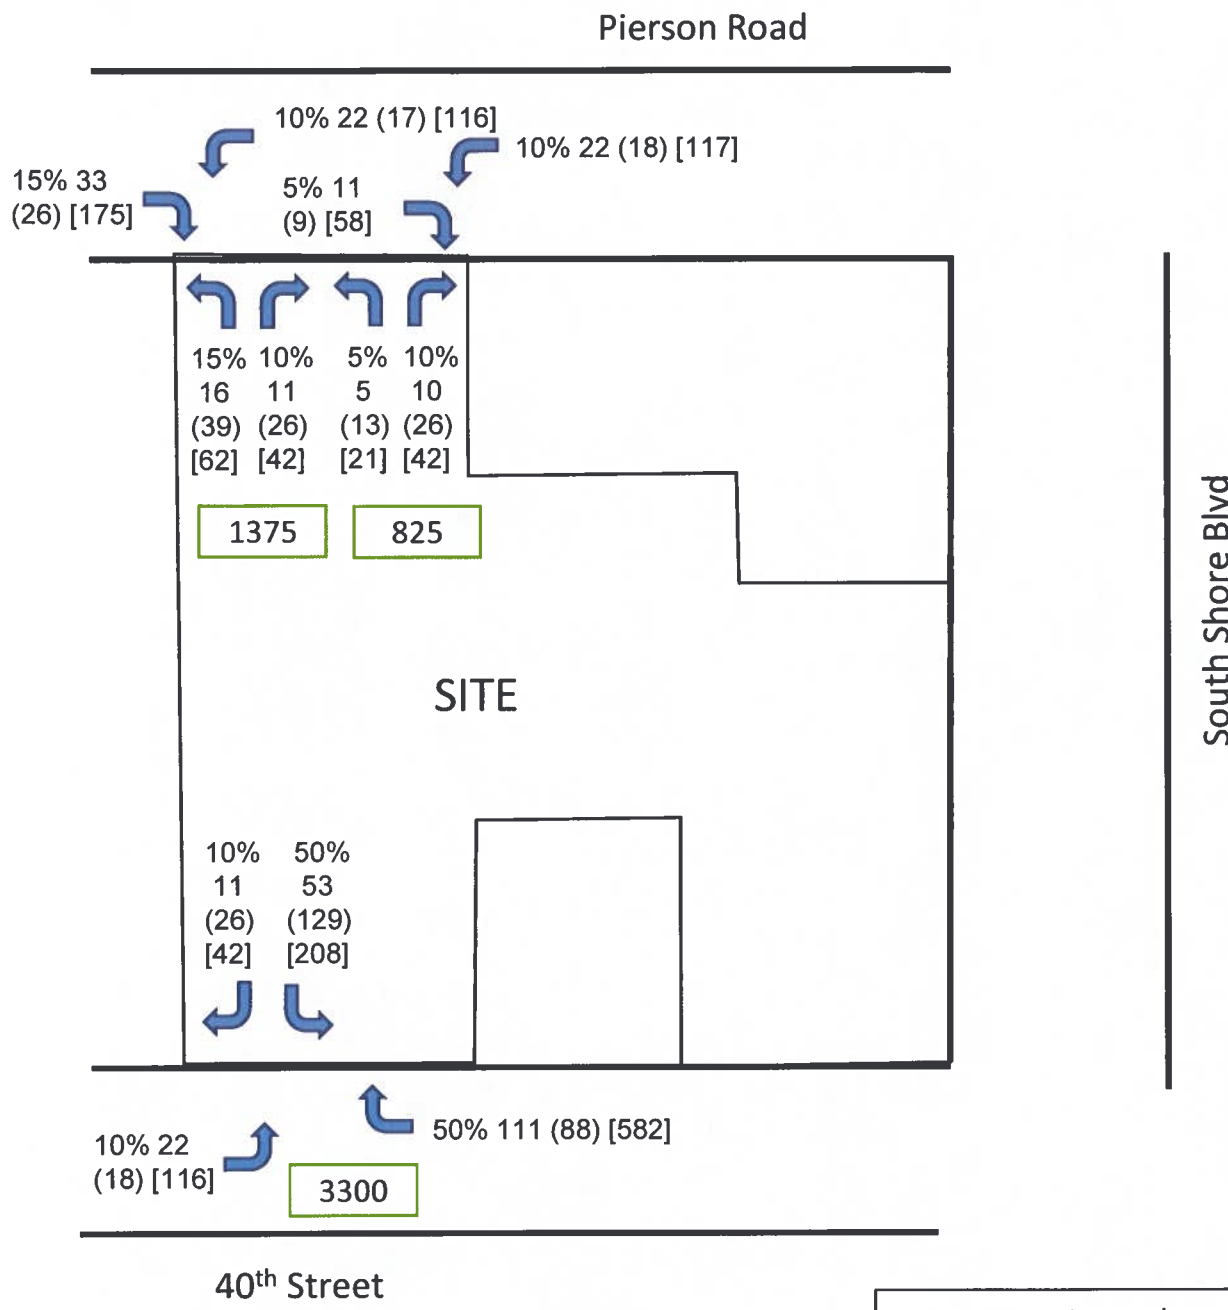 Pierson Road
10% 22 (17) [116]
10% 22 (18) [117]
15% 33
(26) [175]
5% 11
(9) [58]
15% 10% 5% 10%
16 11 5 10
(39) (26) (13) (26)
[62] [42] [21] [42]
1375 825
South Shore Blvd
SITE
10% 50%
11 53
(26) (129)
[42] [208]
50% 111 (88) [582]
10% 22
(18) [116]
3300
40th Street